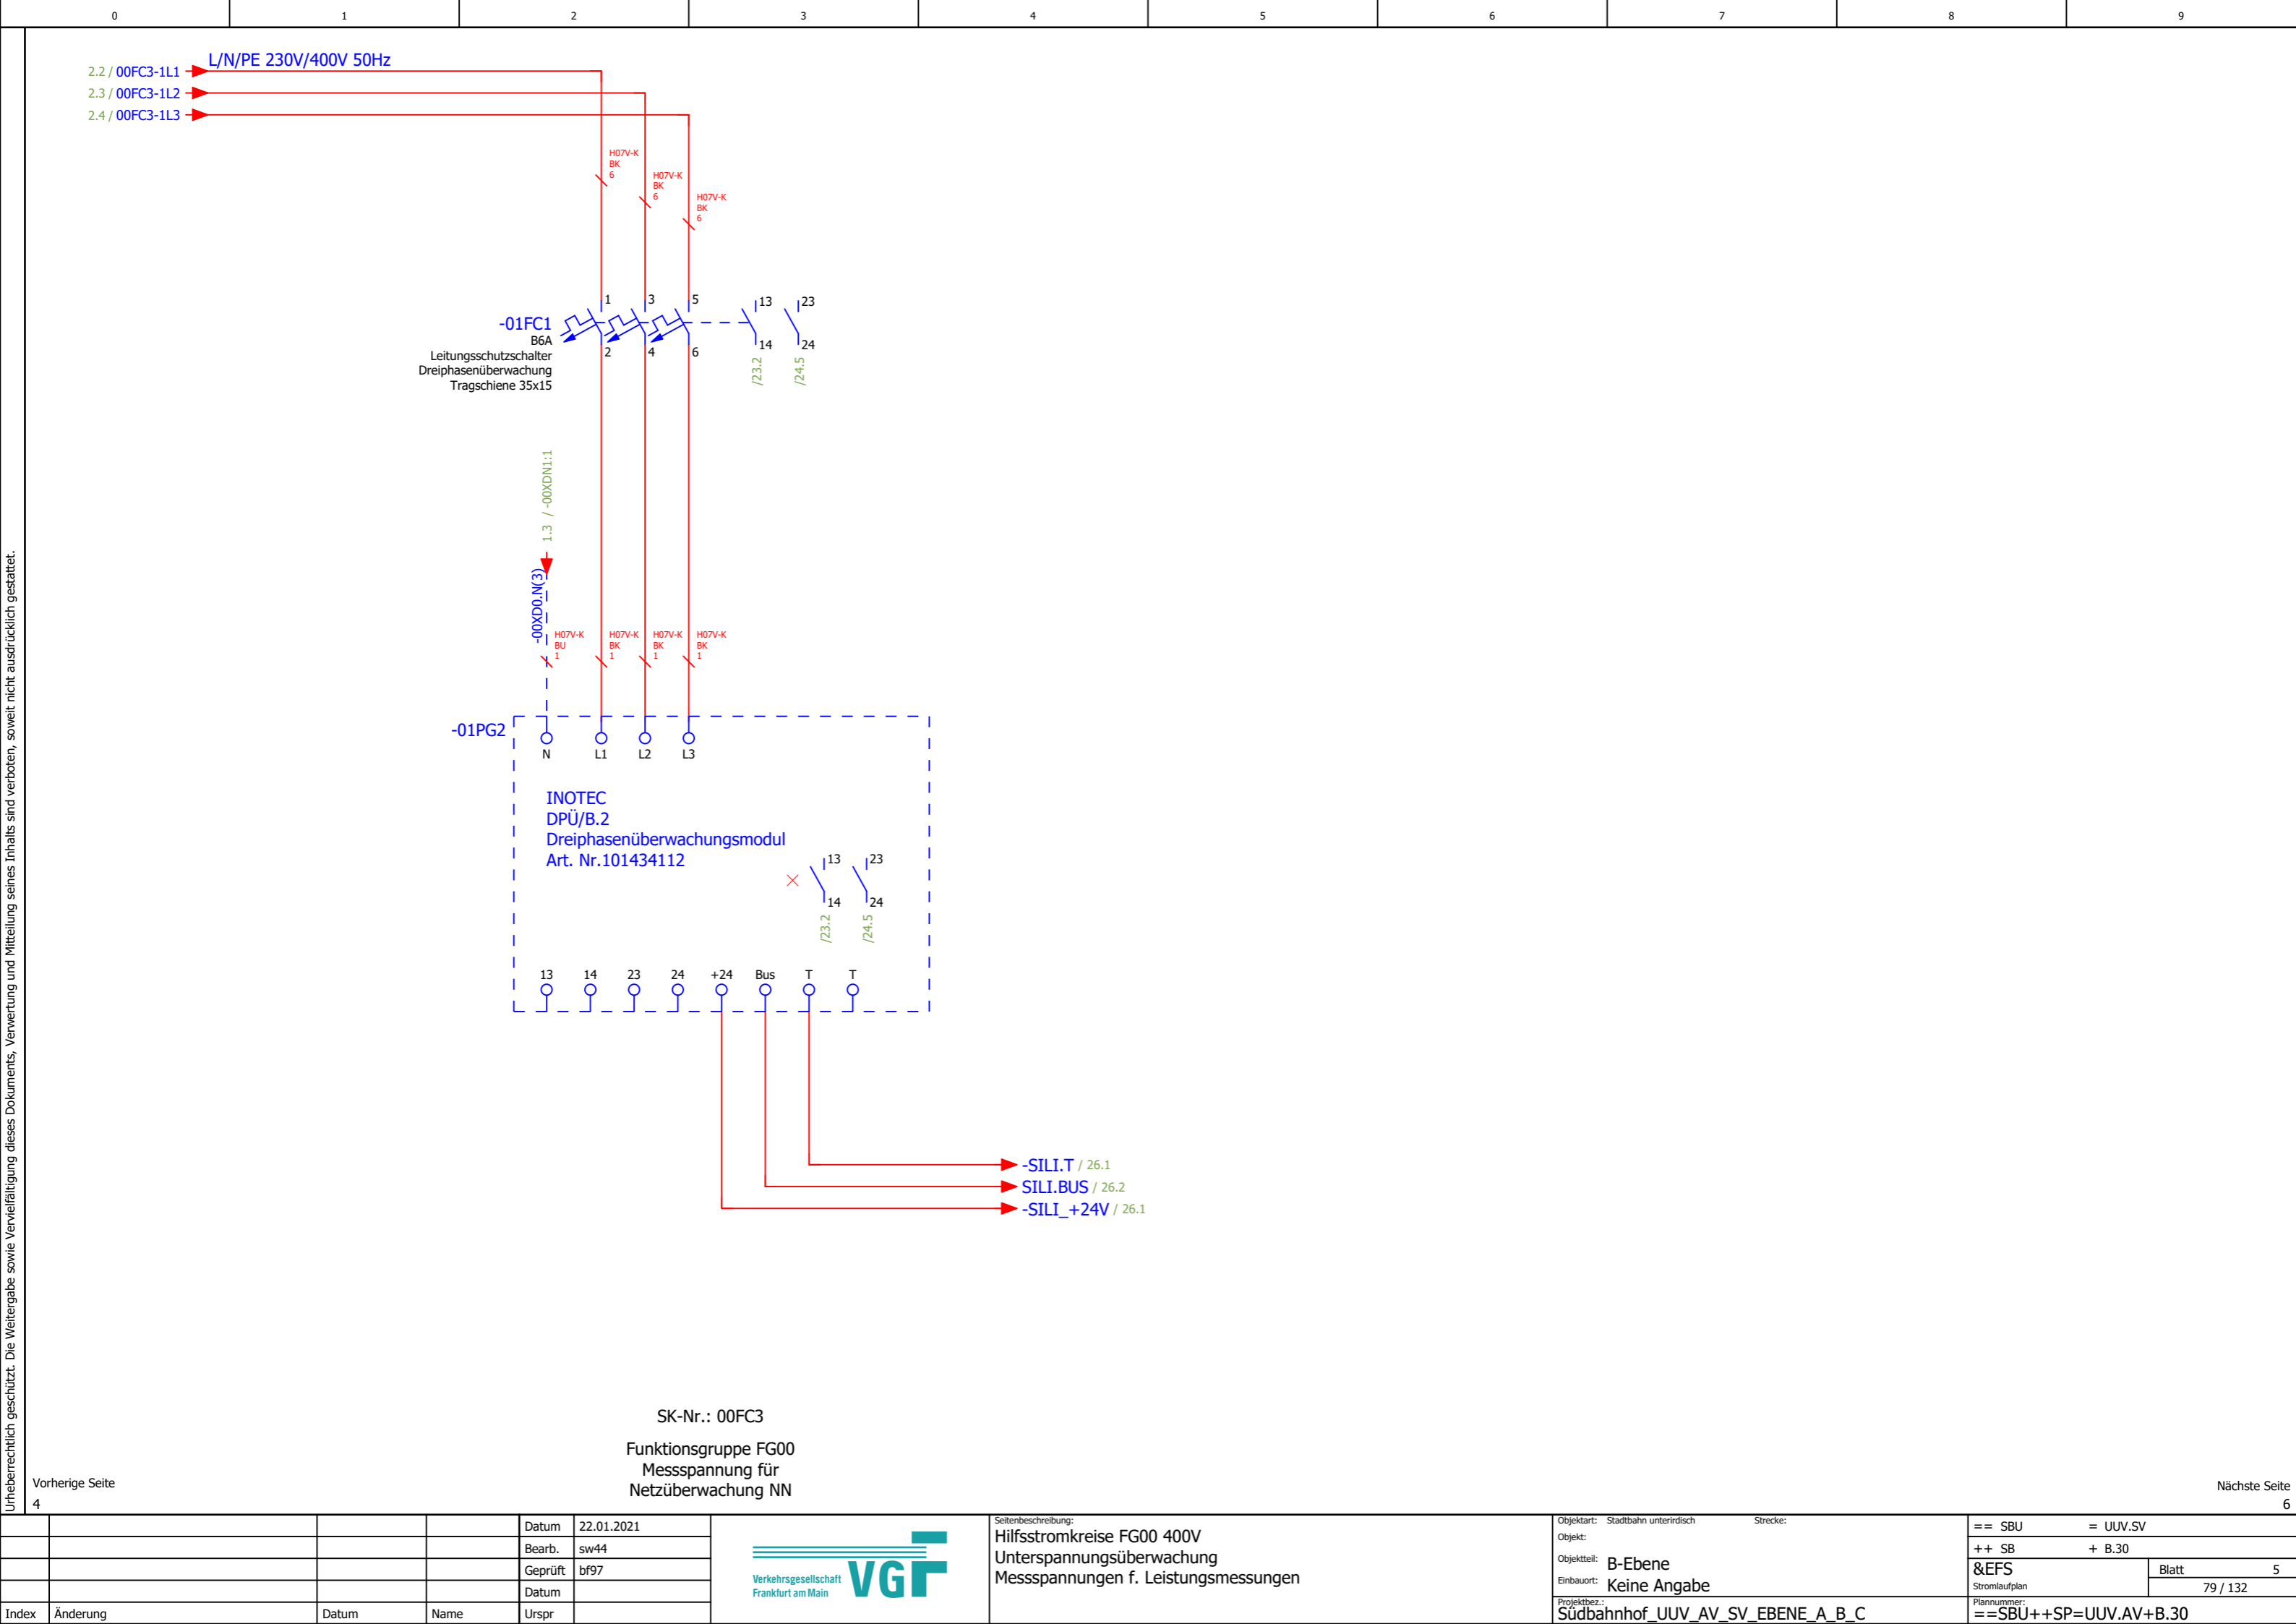 0 1 2 3 4 5 6 7 8 9
L/N/PE 230V/400V 50Hz
2.2 / 00FC3-1L1
2.3 / 00FC3-1L2
2.4 / 00FC3-1L3
H07V-K
BK
6
H07V-K
BK
6
H07V-K
BK
6
1 3 5 13 23
-01FC1
B6A
Leitungsschutzschalter
Dreiphasenüberwachung
Tragschiene 35x15
2 4 6 14 24
/23.2 /24.5
1.3 / -00XDN1:1
-00XD0.N(3)
H07V-K
BU
1
H07V-K
BK
1
H07V-K
BK
1
H07V-K
BK
1
-01PG2
N L1 L2 L3
INOTEC
DPÜ/B.2
Dreiphasenüberwachungsmodul
Art. Nr.101434112
13 23
14 24
/23.2 /24.5
13 14 23 24 +24 Bus T T
-SILI.T / 26.1
SILI.BUS / 26.2
-SILI_+24V / 26.1
SK-Nr.: 00FC3
Funktionsgruppe FG00
Messspannung für
Netzüberwachung NN
Urheberrechtlich geschützt. Die Weitergabe sowie Vervielfältigung dieses Dokuments, Verwertung und Mitteilung seines Inhalts sind verboten, soweit nicht ausdrücklich gestattet.
Vorherige Seite
4
Nächste Seite
6
Datum 22.01.2021
Bearb. sw44
Geprüft bf97
Datum
Index Änderung Datum Name Urspr
Verkehrsgesellschaft
Frankfurt am Main
VGF
Seitenbeschreibung:
Hilfsstromkreise FG00 400V
Unterspannungsüberwachung
Messspannungen f. Leistungsmessungen
Objektart: Stadtbahn unterirdisch Strecke:
Objekt:
Objektteil: B-Ebene
Einbauort: Keine Angabe
Projektbez.:
Südbahnhof_UUV_AV_SV_EBENE_A_B_C
== SBU = UUV.SV
++ SB + B.30
&EFS Blatt 5
Stromlaufplan 79 / 132
Plannummer:
==SBU++SP=UUV.AV+B.30